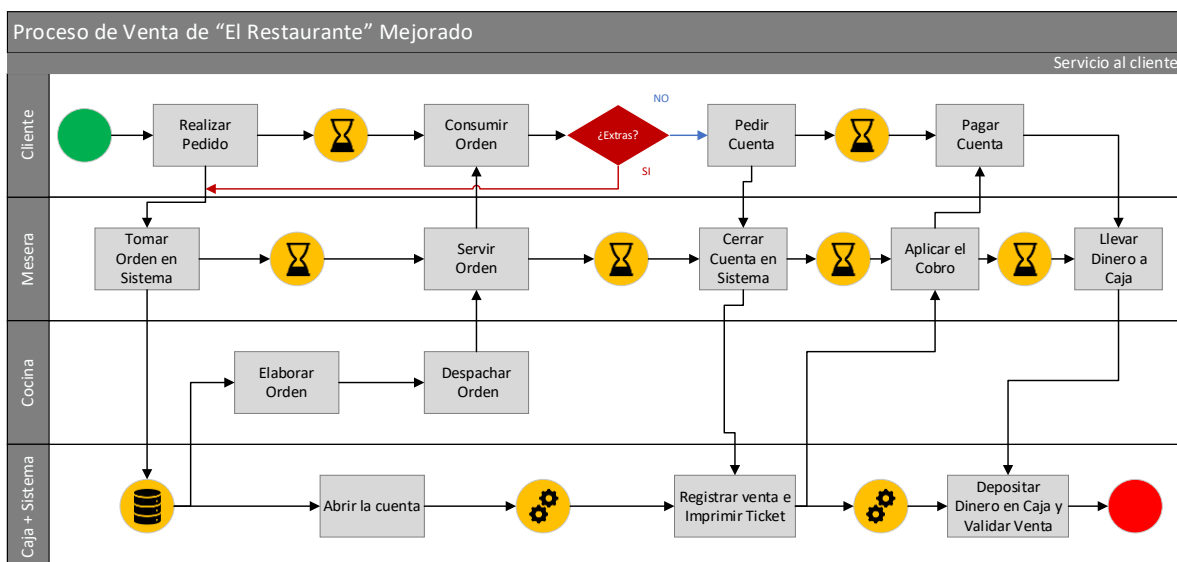 Proceso de Venta de “El Restaurante” Mejorado
Servicio al cliente
Cliente
Realizar
Pedido
Consumir
Orden
¿Extras?
NO
SI
Pedir
Cuenta
Pagar
Cuenta
Mesera
Tomar
Orden en
Sistema
Servir
Orden
Cerrar
Cuenta en
Sistema
Aplicar el
Cobro
Llevar
Dinero a
Caja
Cocina
Elaborar
Orden
Despachar
Orden
Caja + Sistema
Abrir la cuenta
Registrar venta e
Imprimir Ticket
Depositar
Dinero en Caja y
Validar Venta